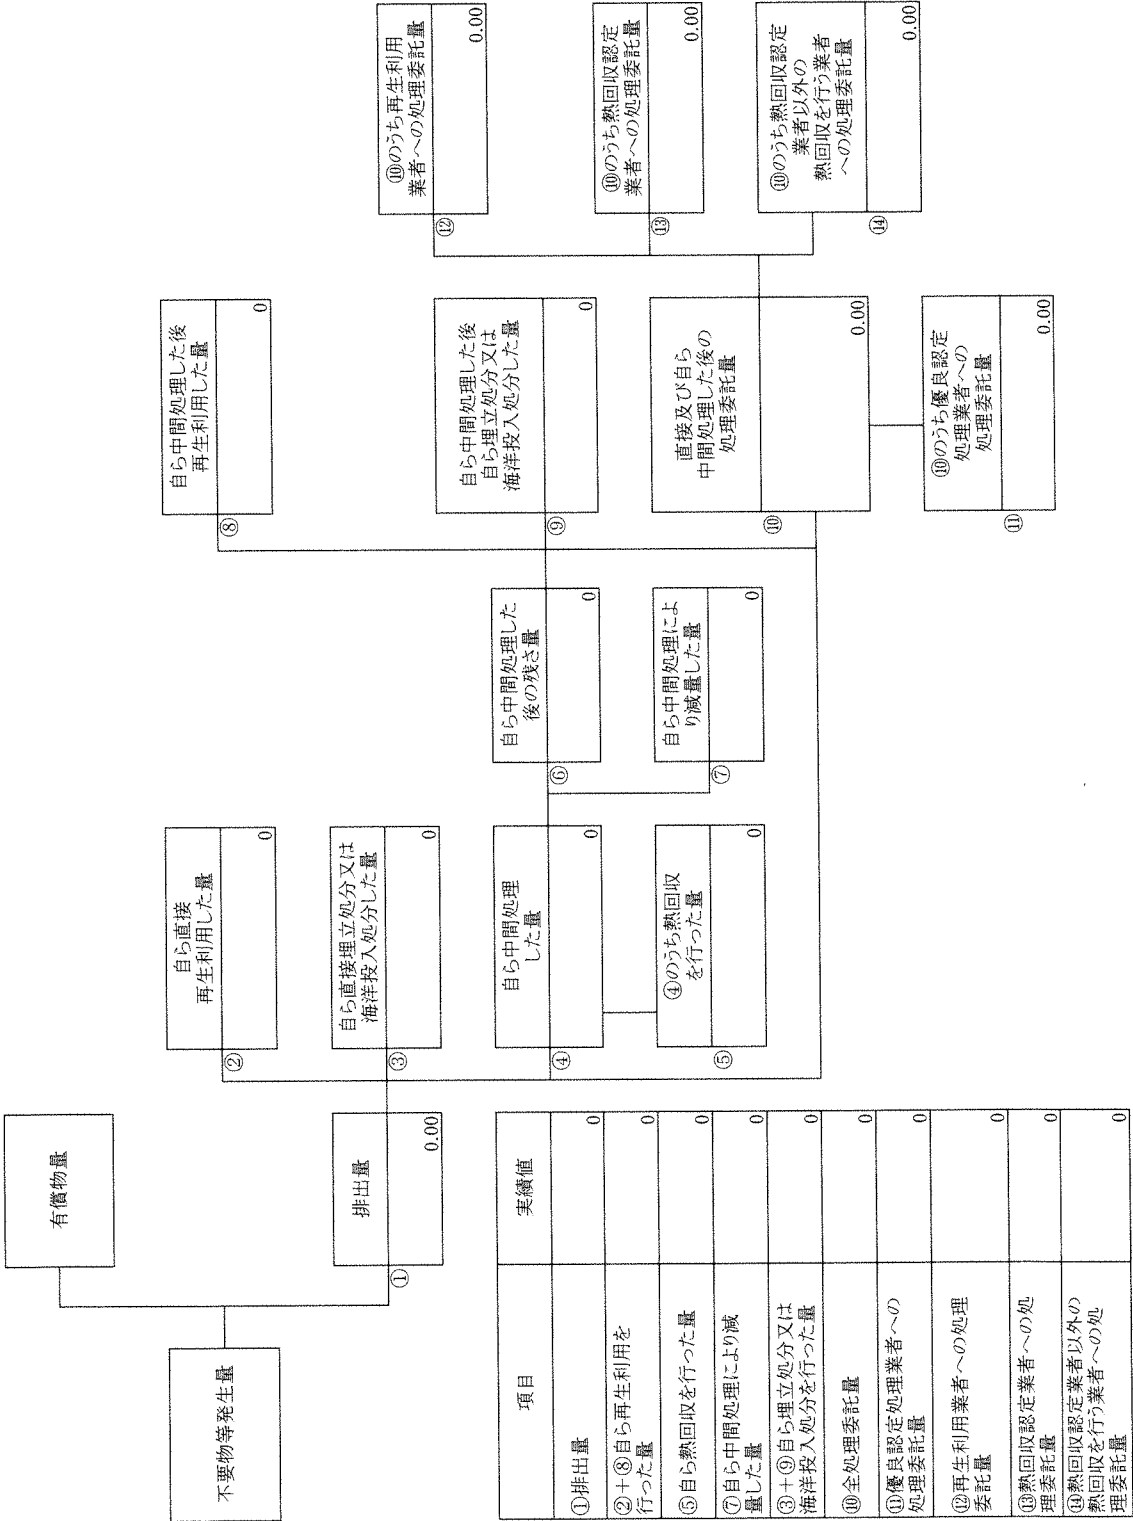 不要物等発生量
有償物量
排出量
①
0.00
自ら直接
再生利用した量
②
0
自ら直接埋立処分又は
海洋投入処分した量
③
0
自ら中間処理
した量
④
0
④のうち熱回収
を行った量
⑤
0
自ら中間処理した
後の残さ量
⑥
0
自ら中間処理によ
り減量した量
⑦
0
自ら中間処理した後
再生利用した量
⑧
0
自ら中間処理した後
自ら埋立処分又は
海洋投入処分した量
⑨
0
直接及び自ら
中間処理した後の
処理委託量
⑩
0.00
⑩のうち優良認定
処理業者への
処理委託量
⑪
0.00
⑩のうち再生利用
業者への処理委託量
⑫
0.00
⑩のうち熱回収認定
業者への処理委託量
⑬
0.00
⑩のうち熱回収認定
業者以外の
熱回収を行う業者
への処理委託量
⑭
0.00
項目
実績値
①排出量
0
②+⑧自ら再生利用を
行った量
0
⑤自ら熱回収を行った量
0
⑦自ら中間処理により減
量した量
0
③+⑨自ら埋立処分又は
海洋投入処分を行った量
0
⑩全処理委託量
0
⑪優良認定処理業者への
処理委託量
0
⑫再生利用業者への処理
委託量
0
⑬熱回収認定業者への処
理委託量
0
⑭熱回収認定業者以外の
熱回収を行う業者への処
理委託量
0